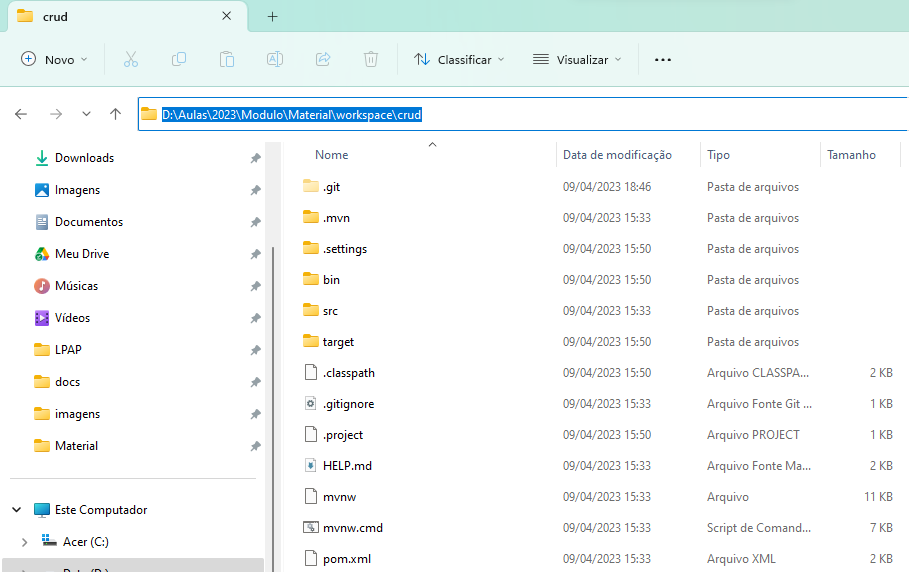 crud
Novo
Classificar
Visualizar
D:\Aulas\2023\Modulo\Material\workspace\crud
Downloads
Imagens
Documentos
Meu Drive
Músicas
Vídeos
LPAP
docs
imagens
Material
Este Computador
Acer (C:)
Nome Data de modificação Tipo Tamanho
.git 09/04/2023 18:46 Pasta de arquivos
.mvn 09/04/2023 15:33 Pasta de arquivos
.settings 09/04/2023 15:50 Pasta de arquivos
bin 09/04/2023 15:50 Pasta de arquivos
src 09/04/2023 15:33 Pasta de arquivos
target 09/04/2023 15:50 Pasta de arquivos
.classpath 09/04/2023 15:50 Arquivo CLASSPA... 2 KB
.gitignore 09/04/2023 15:33 Arquivo Fonte Git ... 1 KB
.project 09/04/2023 15:50 Arquivo PROJECT 1 KB
HELP.md 09/04/2023 15:33 Arquivo Fonte Ma... 2 KB
mvnw 09/04/2023 15:33 Arquivo 11 KB
mvnw.cmd 09/04/2023 15:33 Script de Comand... 7 KB
pom.xml 09/04/2023 15:33 Arquivo XML 2 KB